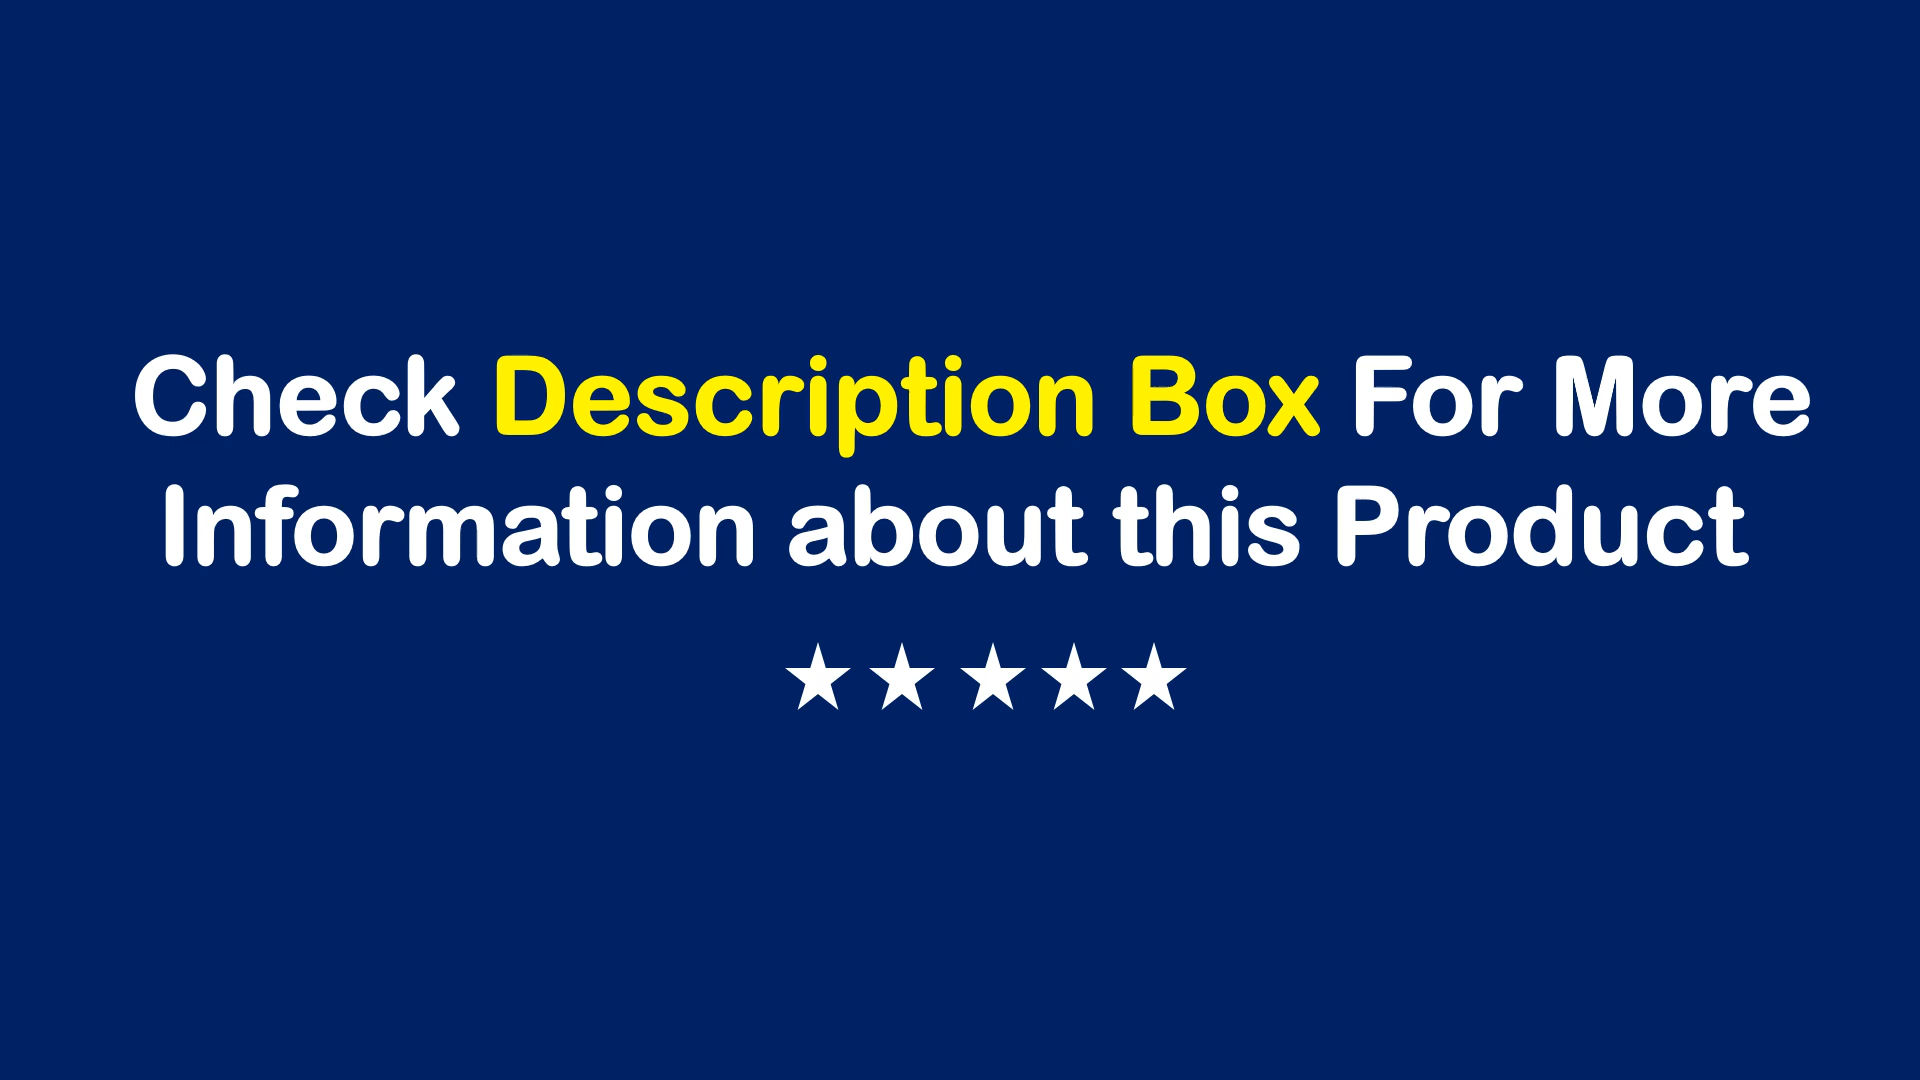 Check Description Box For More
Information about this Product
★★★★★